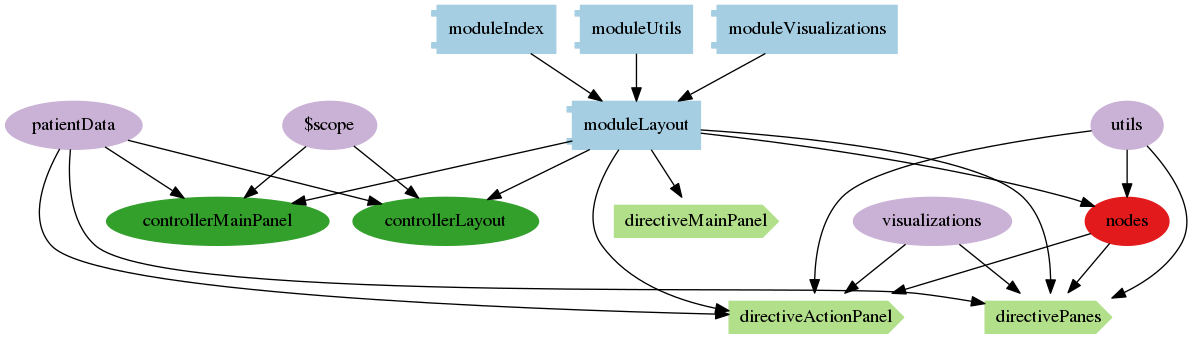 moduleIndex
moduleUtils
moduleVisualizations
patientData
$scope
moduleLayout
utils
controllerMainPanel
controllerLayout
directiveMainPanel
visualizations
nodes
directiveActionPanel
directivePanes